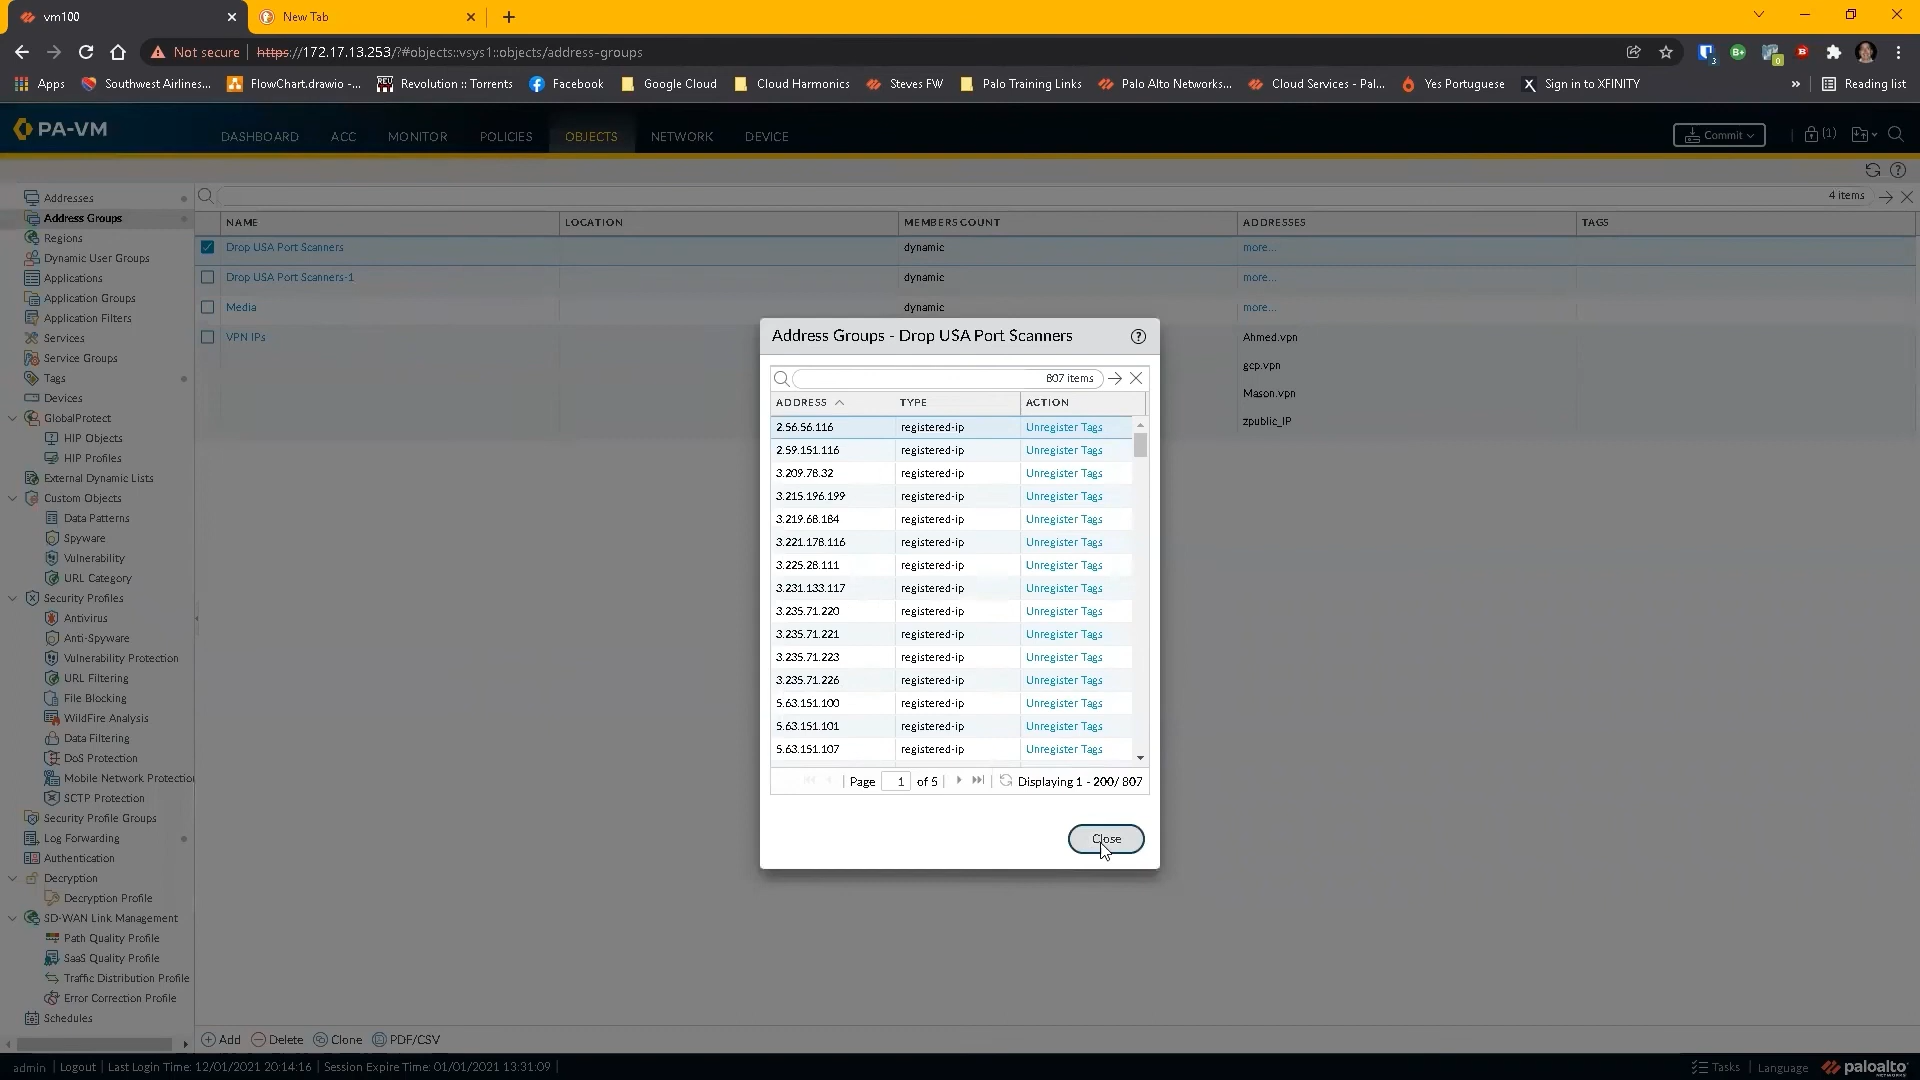 vm100
New Tab
Not secure
https://172.17.13.253/?#objects::vsys1::objects/address-groups
3
B+
0
Apps
Southwest Airlines...
FlowChart.drawio -...
REV
Revolution :: Torrents
Facebook
Google Cloud
Cloud Harmonics
Steves FW
Palo Training Links
Palo Alto Networks...
Cloud Services - Pal...
Yes Portuguese
Sign in to XFINITY
»
Reading list
PA-VM
DASHBOARD
ACC
MONITOR
POLICIES
OBJECTS
NETWORK
DEVICE
Commit
(1)
Addresses
Address Groups
Regions
Dynamic User Groups
Applications
Application Groups
Application Filters
Services
Service Groups
Tags
Devices
GlobalProtect
HIP Objects
HIP Profiles
External Dynamic Lists
Custom Objects
Data Patterns
Spyware
Vulnerability
URL Category
Security Profiles
Antivirus
Anti-Spyware
Vulnerability Protection
URL Filtering
File Blocking
WildFire Analysis
Data Filtering
DoS Protection
Mobile Network Protectio
SCTP Protection
Security Profile Groups
Log Forwarding
Authentication
Decryption
Decryption Profile
SD-WAN Link Management
Path Quality Profile
SaaS Quality Profile
Traffic Distribution Profile
Error Correction Profile
Schedules
4 items
NAME LOCATION MEMBERS COUNT ADDRESSES TAGS
Drop USA Port Scanners dynamic more...
Drop USA Port Scanners-1 dynamic more...
Media dynamic more...
VPN IPs Ahmed.vpn
gcp.vpn
Mason.vpn
zpublic_IP
Address Groups - Drop USA Port Scanners
807 items
ADDRESS TYPE ACTION
2.56.56.116 registered-ip Unregister Tags
2.59.151.116 registered-ip Unregister Tags
3.209.78.32 registered-ip Unregister Tags
3.215.196.199 registered-ip Unregister Tags
3.219.68.184 registered-ip Unregister Tags
3.221.178.116 registered-ip Unregister Tags
3.225.28.111 registered-ip Unregister Tags
3.231.133.117 registered-ip Unregister Tags
3.235.71.220 registered-ip Unregister Tags
3.235.71.221 registered-ip Unregister Tags
3.235.71.223 registered-ip Unregister Tags
3.235.71.226 registered-ip Unregister Tags
5.63.151.100 registered-ip Unregister Tags
5.63.151.101 registered-ip Unregister Tags
5.63.151.107 registered-ip Unregister Tags
Page 1 of 5 Displaying 1 - 200/ 807
Close
Add Delete Clone PDF/CSV
admin | Logout | Last Login Time: 12/01/2021 20:14:16 | Session Expire Time: 01/01/2021 13:31:09 |
Tasks | Language
paloalto
NETWORKS